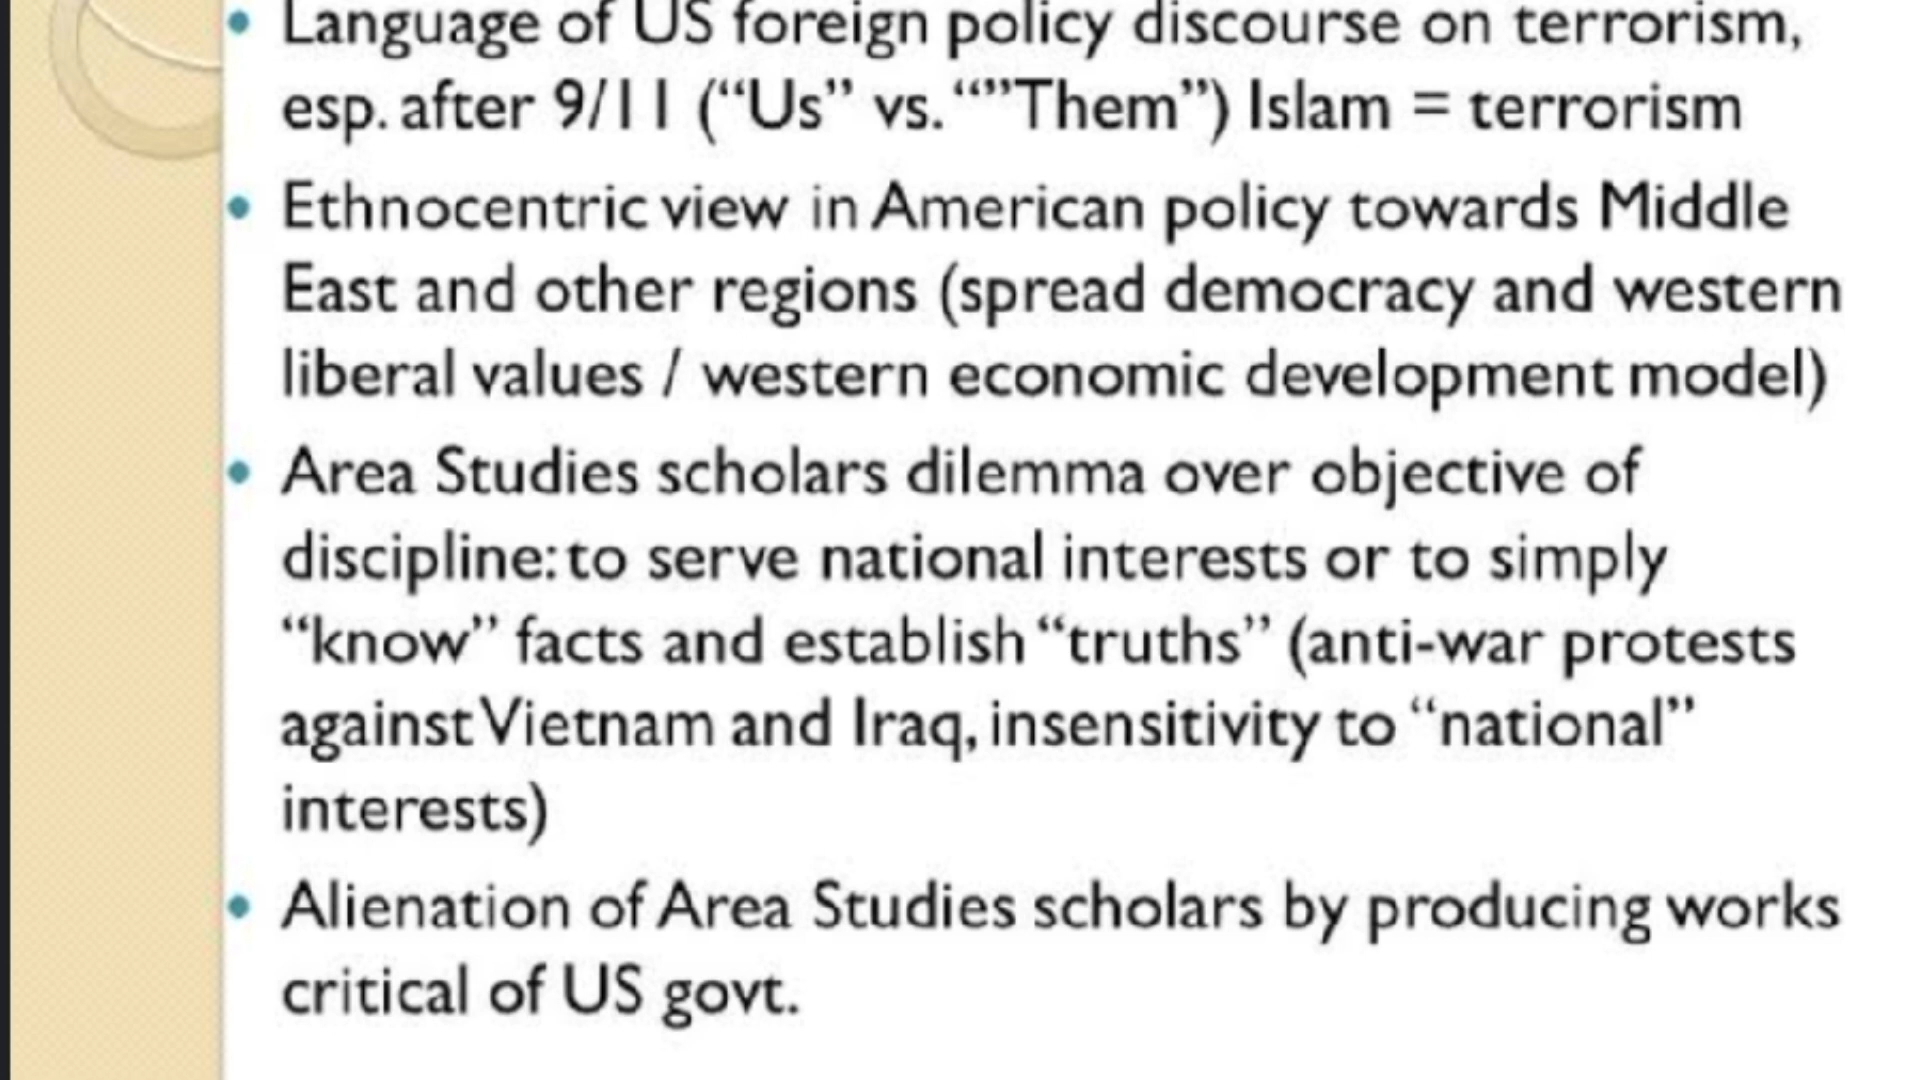 Language of US foreign policy discourse on terrorism,
esp. after 9/11 (“Us” vs. “”Them”) Islam = terrorism
Ethnocentric view in American policy towards Middle
East and other regions (spread democracy and western
liberal values / western economic development model)
Area Studies scholars dilemma over objective of
discipline: to serve national interests or to simply
“know” facts and establish “truths” (anti-war protests
against Vietnam and Iraq, insensitivity to “national”
interests)
Alienation of Area Studies scholars by producing works
critical of US govt.